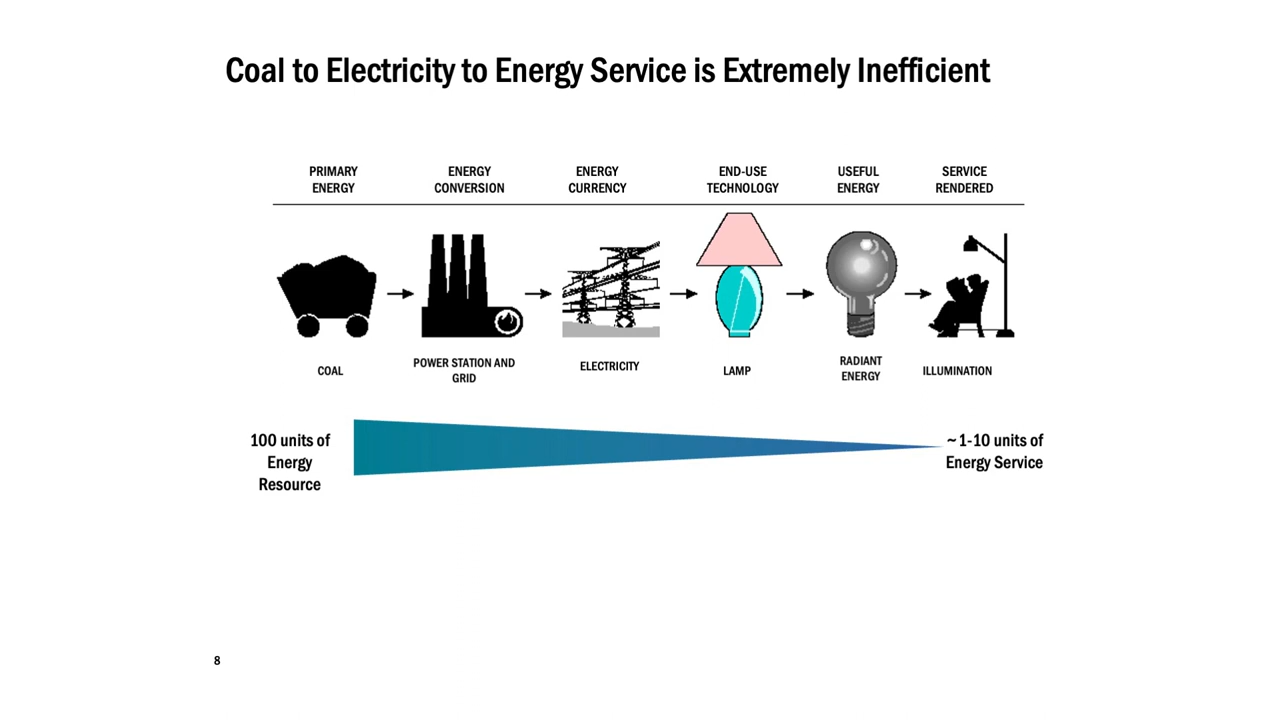 Coal to Electricity to Energy Service is Extremely Inefficient
PRIMARY
ENERGY
ENERGY
CONVERSION
ENERGY
CURRENCY
END-USE
TECHNOLOGY
USEFUL
ENERGY
SERVICE
RENDERED
COAL
POWER STATION AND
GRID
ELECTRICITY
LAMP
RADIANT
ENERGY
ILLUMINATION
100 units of
Energy
Resource
~ 1-10 units of
Energy Service
8